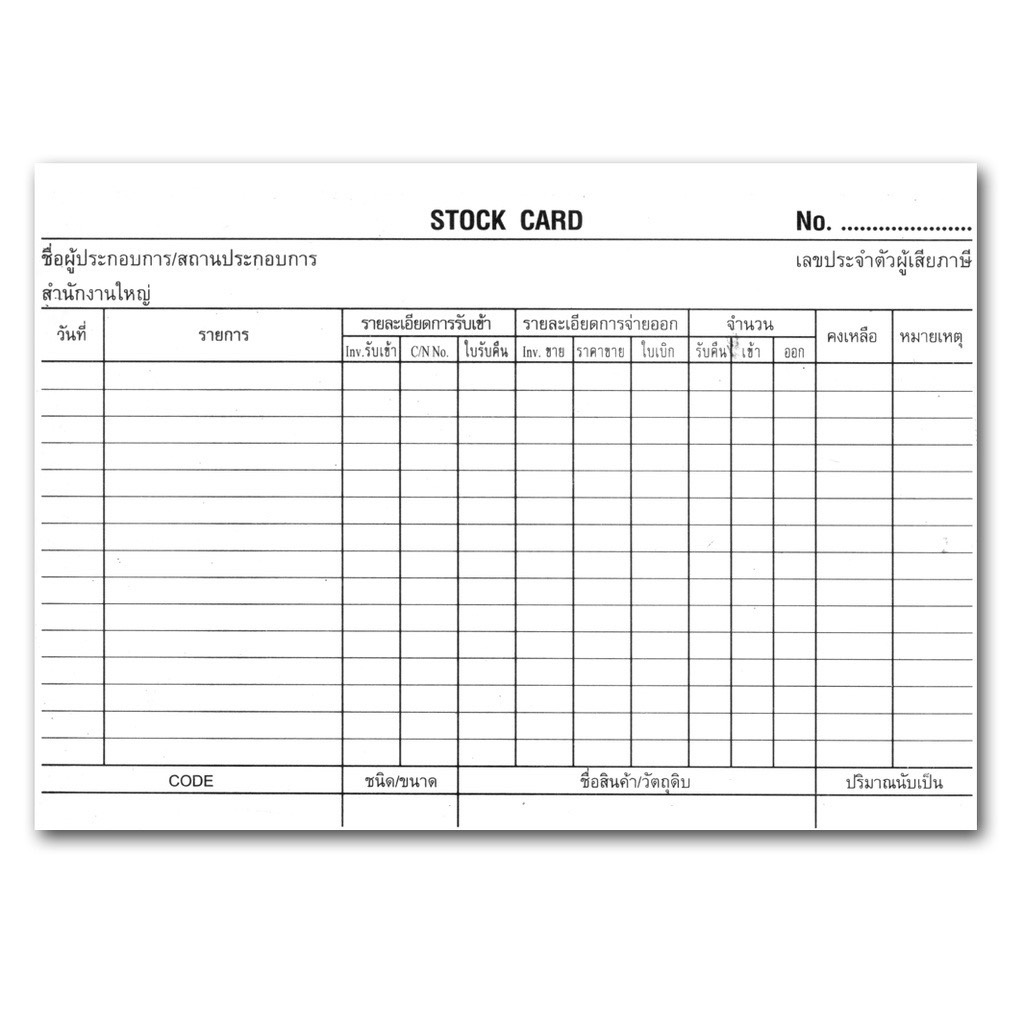 STOCK CARD No. ......................
ชื่อผู้ประกอบการ/สถานประกอบการ เลขประจำตัวผู้เสียภาษี
สำนักงานใหญ่
วันที่ รายการ รายละเอียดการรับเข้า รายละเอียดการจ่ายออก จำนวน คงเหลือ หมายเหตุ
Inv.รับเข้า C/N No. ใบรับคืน Inv. ขาย ราคาขาย ใบเบิก รับคืน เข้า ออก
CODE ชนิด/ขนาด ชื่อสินค้า/วัตถุดิบ ปริมาณนับเป็น